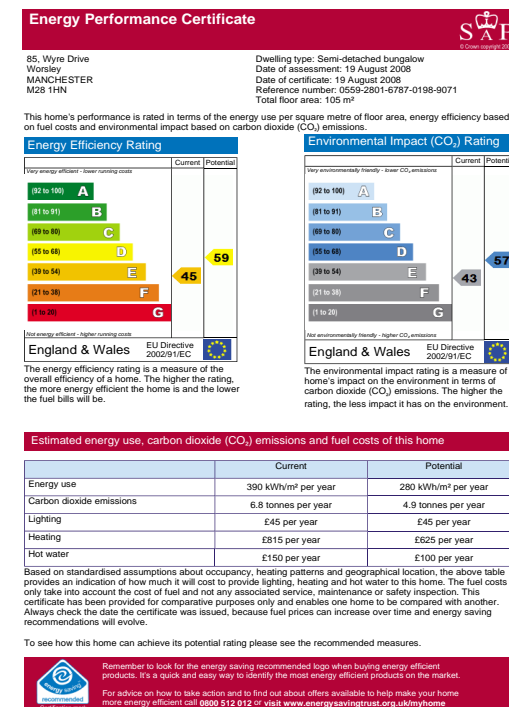 Energy Performance Certificate
SAP
© Crown copyright 200
85, Wyre Drive
Worsley
MANCHESTER
M28 1HN
Dwelling type: Semi-detached bungalow
Date of assessment: 19 August 2008
Date of certificate: 19 August 2008
Reference number: 0559-2801-6787-0198-9071
Total floor area: 105 m²
This home's performance is rated in terms of the energy use per square metre of floor area, energy efficiency based
on fuel costs and environmental impact based on carbon dioxide (CO₂) emissions.
Energy Efficiency Rating
Current Potential
Very energy efficient - lower running costs
(92 to 100) A
(81 to 91) B
(69 to 80) C
(55 to 68) D
(39 to 54) E
(21 to 38) F
(1 to 20) G
45
59
Not energy efficient - higher running costs
England & Wales
EU Directive
2002/91/EC
The energy efficiency rating is a measure of the
overall efficiency of a home. The higher the rating,
the more energy efficient the home is and the lower
the fuel bills will be.
Environmental Impact (CO₂) Rating
Current Potenti
Very environmentally friendly - lower CO₂ emissions
(92 to 100) A
(81 to 91) B
(69 to 80) C
(55 to 68) D
(39 to 54) E
(21 to 38) F
(1 to 20) G
43
57
Not environmentally friendly - higher CO₂ emissions
England & Wales
EU Directive
2002/91/EC
The environmental impact rating is a measure of
home's impact on the environment in terms of
carbon dioxide (CO₂) emissions. The higher the
rating, the less impact it has on the environment.
Estimated energy use, carbon dioxide (CO₂) emissions and fuel costs of this home
Current Potential
Energy use 390 kWh/m² per year 280 kWh/m² per year
Carbon dioxide emissions 6.8 tonnes per year 4.9 tonnes per year
Lighting £45 per year £45 per year
Heating £815 per year £625 per year
Hot water £150 per year £100 per year
Based on standardised assumptions about occupancy, heating patterns and geographical location, the above table
provides an indication of how much it will cost to provide lighting, heating and hot water to this home. The fuel costs
only take into account the cost of fuel and not any associated service, maintenance or safety inspection. This
certificate has been provided for comparative purposes only and enables one home to be compared with another.
Always check the date the certificate was issued, because fuel prices can increase over time and energy saving
recommendations will evolve.
To see how this home can achieve its potential rating please see the recommended measures.
energy saving
recommended
Remember to look for the energy saving recommended logo when buying energy efficient
products. It's a quick and easy way to identify the most energy efficient products on the market.
For advice on how to take action and to find out about offers available to help make your home
more energy efficient call 0800 512 012 or visit www.energysavingtrust.org.uk/myhome